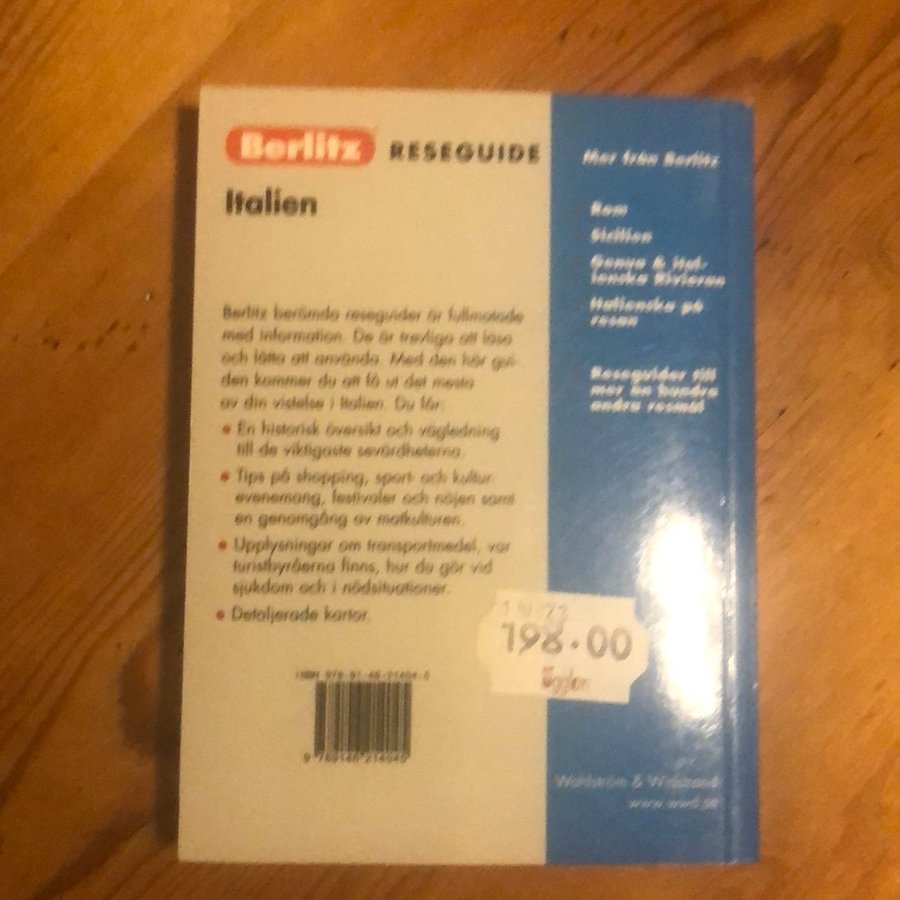 Berlitz RESEGUIDE
Italien
Berlitz berömda reseguider är fullmatade
med information. De är trevliga att läsa
och lätta att använda. Med den här gui-
den kommer du att få ut det mesta
av din vistelse i Italien. Du får:
• En historisk översikt och vägledning
till de viktigaste sevärdheterna.
• Tips på shopping, sport- och kultur-
evenemang, festivaler och nöjen samt
en genomgång av matkulturen.
• Upplysningar om transportmedel, var
turistbyråerna finns, hur du gör vid
sjukdom och i nödsituationer.
• Detaljerade kartor.
Mer från Berlitz
Rom
Sicilien
Genua & ital-
ienska Rivieran
Italienska på
resan
Reseguider till
mer än hundra
andra resmål
198.00
Ugglan
ISBN
Wahlström & Widstrand
www.wwd.se